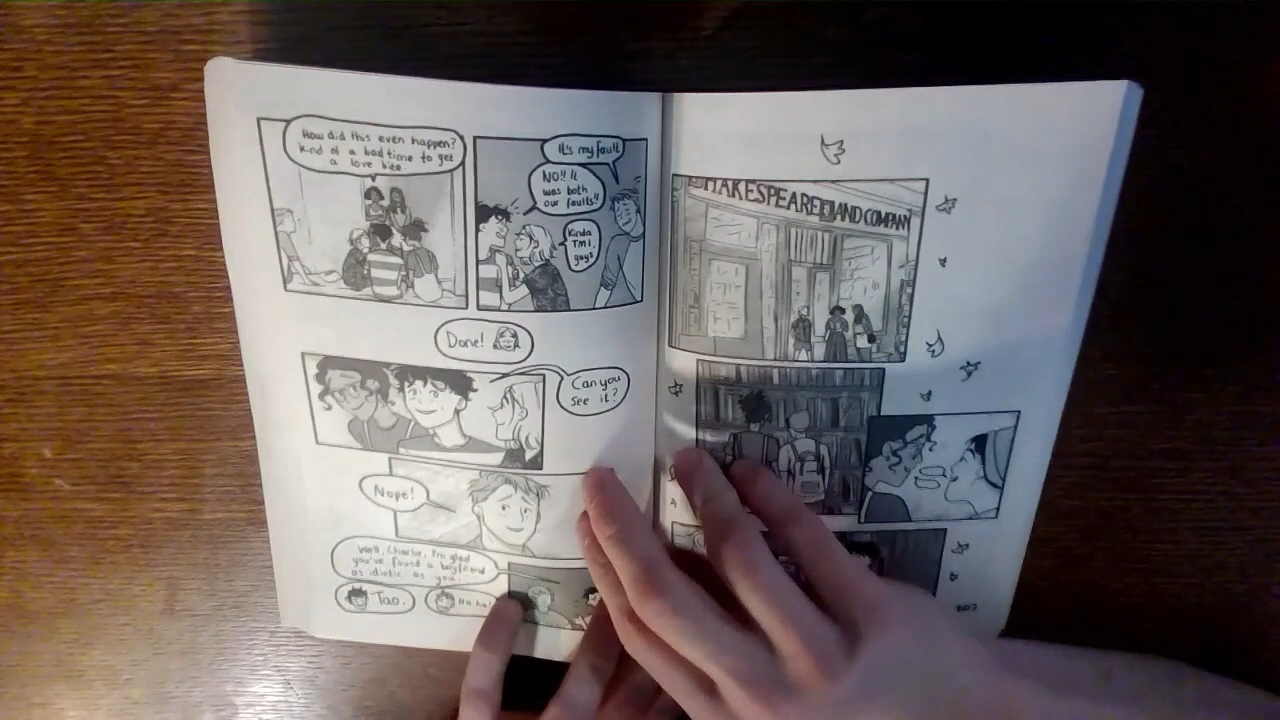 How did this even happen?
Kind of a bad time to get
a love bite.
It's my fault
NO!! It
was both
our faults!!
Kinda
TMI,
guys
Done!
Can you
see it?
Nope!
Well, Charlie, I'm glad
you've found a boyfriend
as idiotic as you.
Tao.
Ha ha!
SHAKESPEARE AND COMPANY